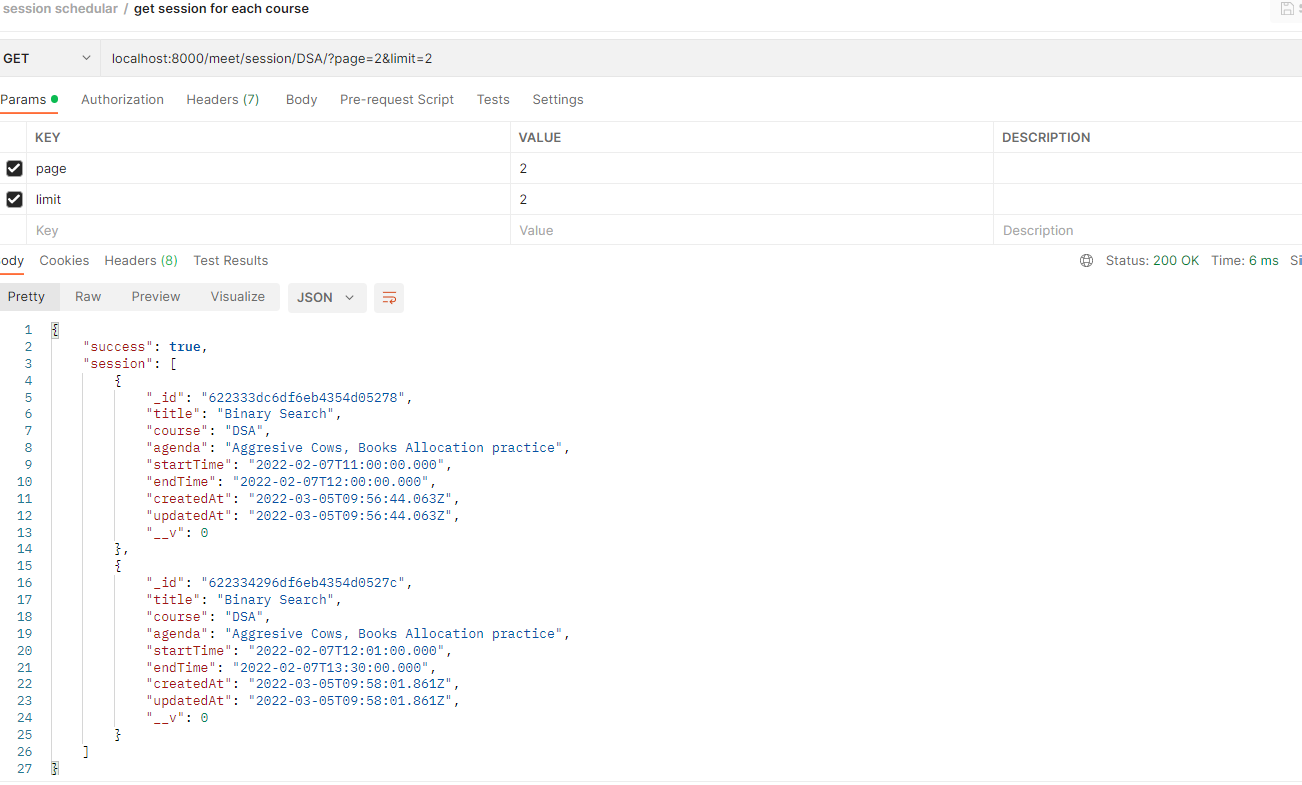 session schedular / get session for each course
GET localhost:8000/meet/session/DSA/?page=2&limit=2
Params Authorization Headers (7) Body Pre-request Script Tests Settings
KEY VALUE DESCRIPTION
page 2
limit 2
Key Value Description
ody Cookies Headers (8) Test Results Status: 200 OK Time: 6 ms Si
Pretty Raw Preview Visualize JSON
1 {
2 "success": true,
3 "session": [
4 {
5 "_id": "622333dc6df6eb4354d05278",
6 "title": "Binary Search",
7 "course": "DSA",
8 "agenda": "Aggresive Cows, Books Allocation practice",
9 "startTime": "2022-02-07T11:00:00.000",
10 "endTime": "2022-02-07T12:00:00.000",
11 "createdAt": "2022-03-05T09:56:44.063Z",
12 "updatedAt": "2022-03-05T09:56:44.063Z",
13 "__v": 0
14 },
15 {
16 "_id": "622334296df6eb4354d0527c",
17 "title": "Binary Search",
18 "course": "DSA",
19 "agenda": "Aggresive Cows, Books Allocation practice",
20 "startTime": "2022-02-07T12:01:00.000",
21 "endTime": "2022-02-07T13:30:00.000",
22 "createdAt": "2022-03-05T09:58:01.861Z",
23 "updatedAt": "2022-03-05T09:58:01.861Z",
24 "__v": 0
25 }
26 ]
27 }